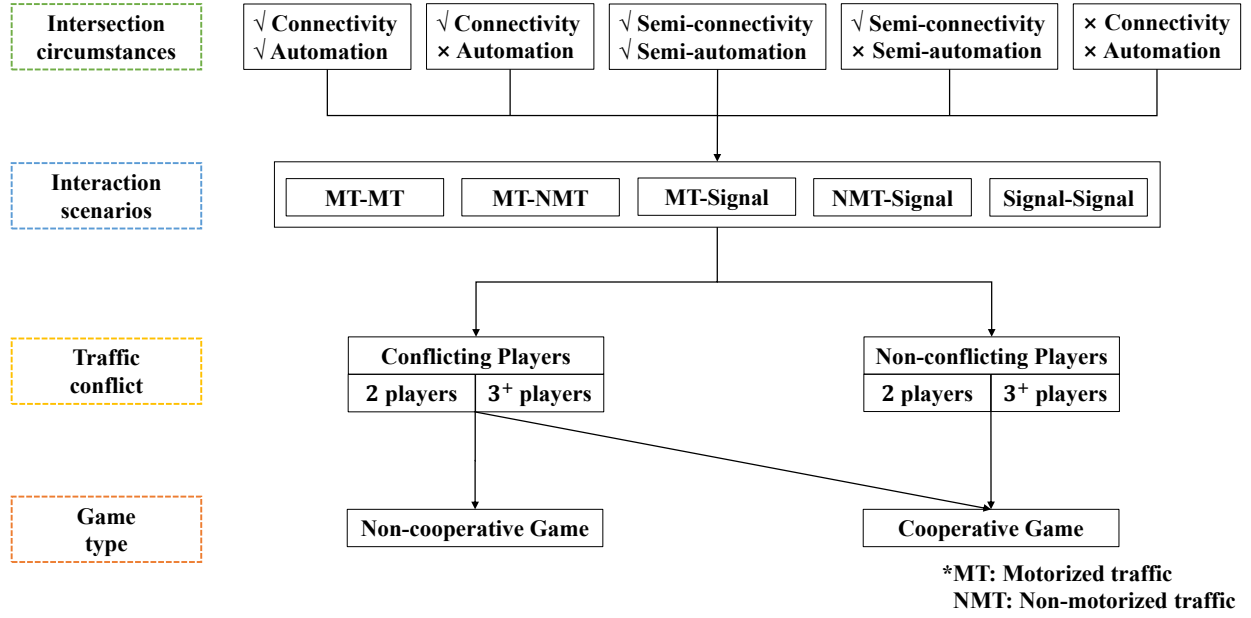 Intersection
circumstances
√ Connectivity
√ Automation
√ Connectivity
× Automation
√ Semi-connectivity
√ Semi-automation
√ Semi-connectivity
× Semi-automation
× Connectivity
× Automation
Interaction
scenarios
MT-MT
MT-NMT
MT-Signal
NMT-Signal
Signal-Signal
Traffic
conflict
Conflicting Players
2 players
3⁺ players
Non-conflicting Players
2 players
3⁺ players
Game
type
Non-cooperative Game
Cooperative Game
*MT: Motorized traffic
NMT: Non-motorized traffic